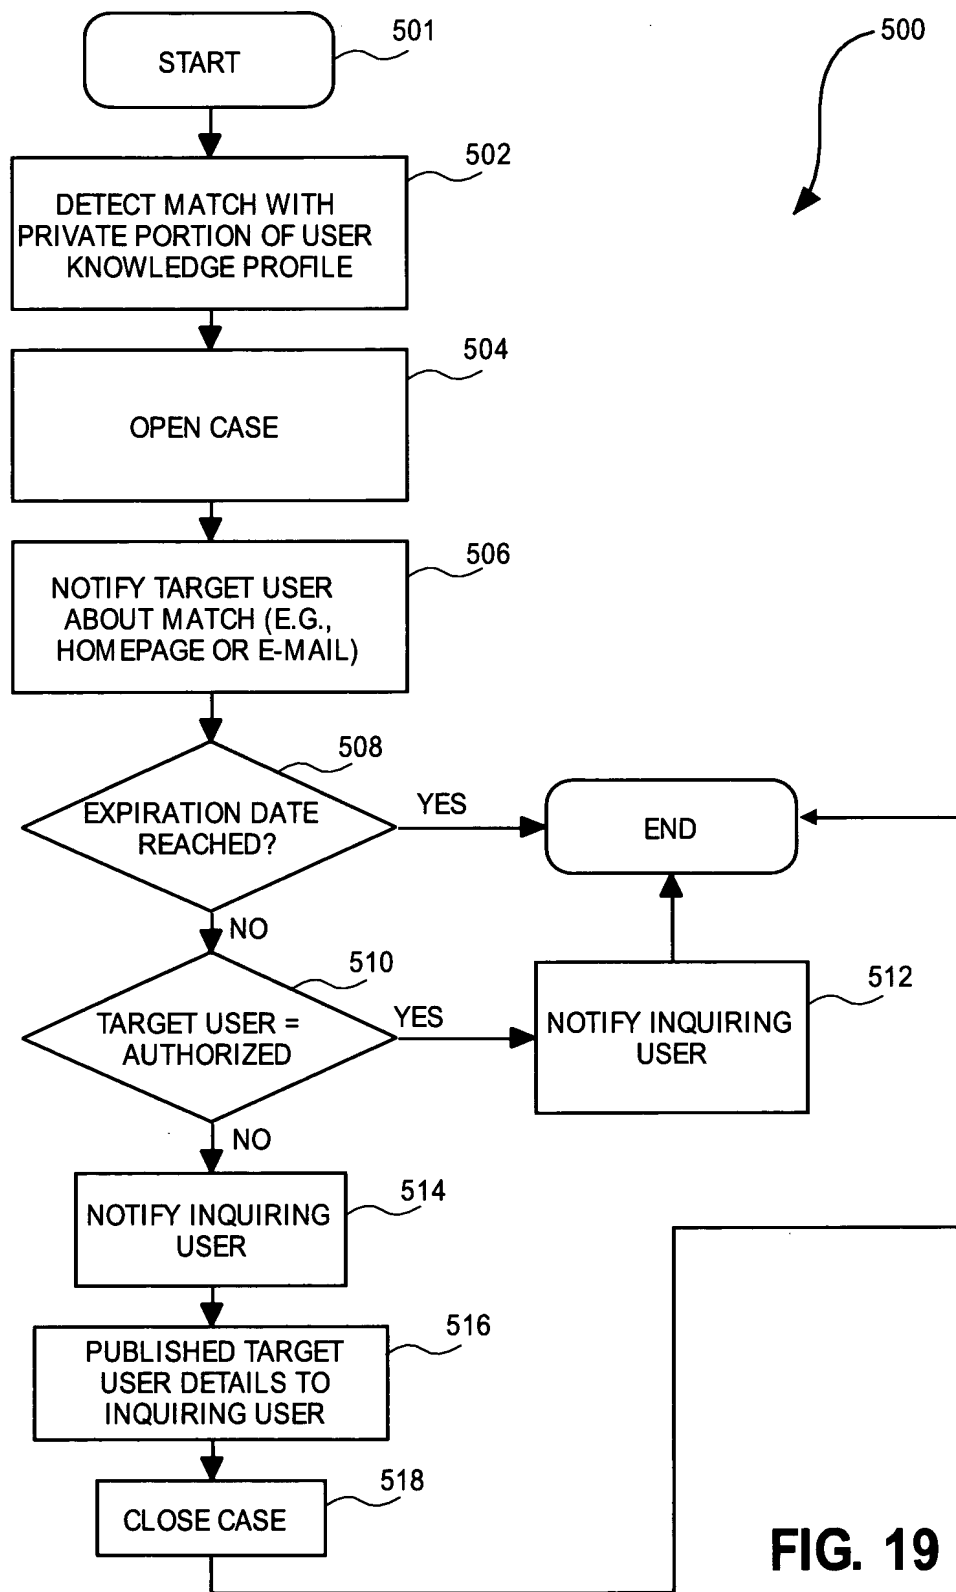 START
501
500
502
DETECT MATCH WITH
PRIVATE PORTION OF USER
KNOWLEDGE PROFILE
504
OPEN CASE
506
NOTIFY TARGET USER
ABOUT MATCH (E.G.,
HOMEPAGE OR E-MAIL)
508
EXPIRATION DATE
REACHED?
YES
END
NO
510
TARGET USER =
AUTHORIZED
YES
512
NOTIFY INQUIRING
USER
NO
514
NOTIFY INQUIRING
USER
516
PUBLISHED TARGET
USER DETAILS TO
INQUIRING USER
518
CLOSE CASE
FIG. 19